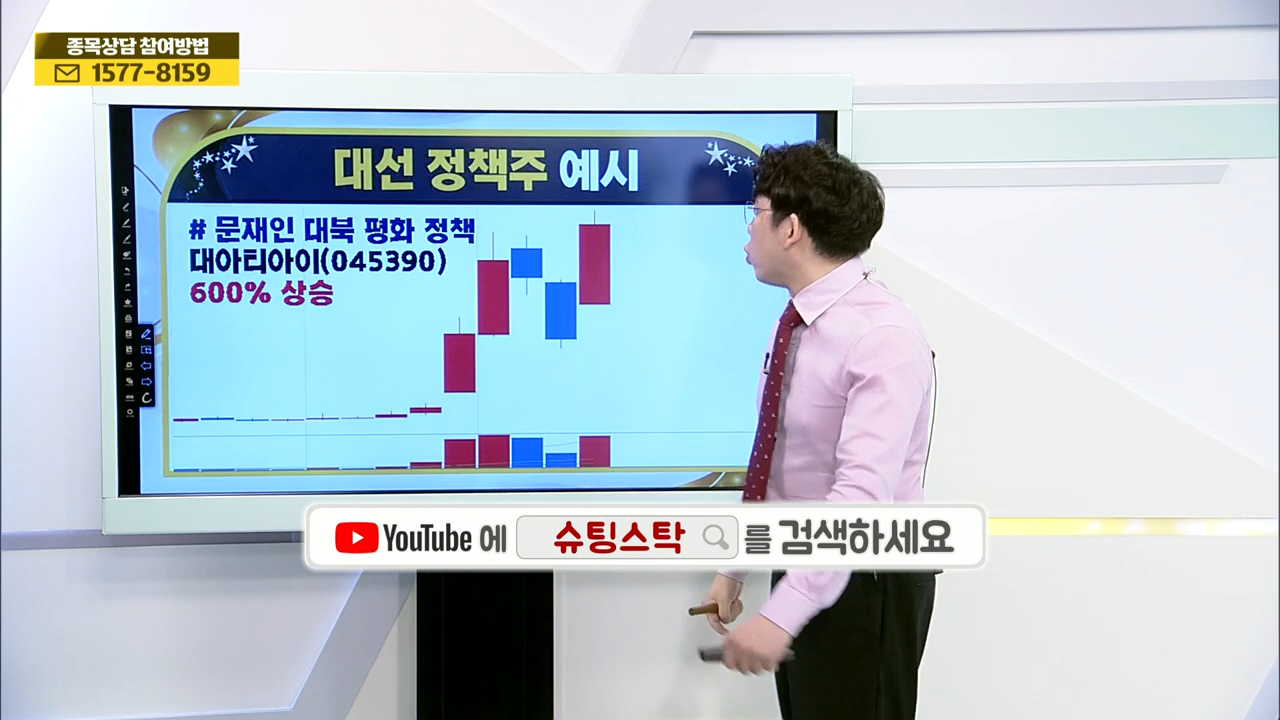 종목상담 참여방법
1577-8159
대선 정책주 예시
# 문재인 대북 평화 정책
대아티아이(045390)
600% 상승
YouTube 에 슈팅스탁 를 검색하세요